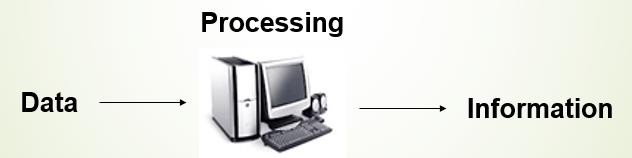 Processing
Data
Information